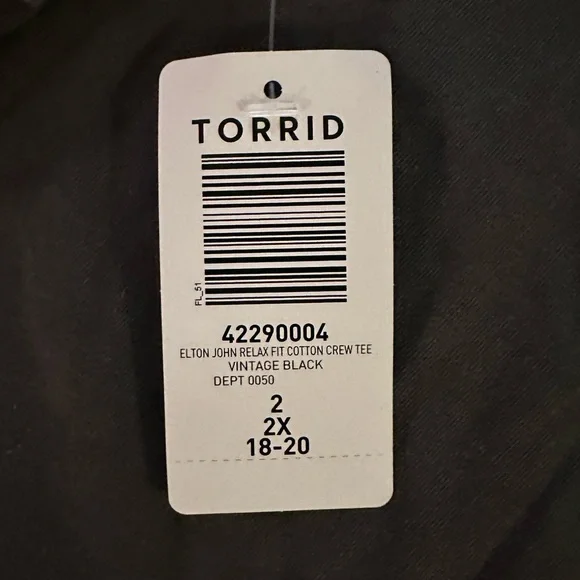 TORRID
FL_51
42290004
ELTON JOHN RELAX FIT COTTON CREW TEE
VINTAGE BLACK
DEPT 0050
2
2X
18-20